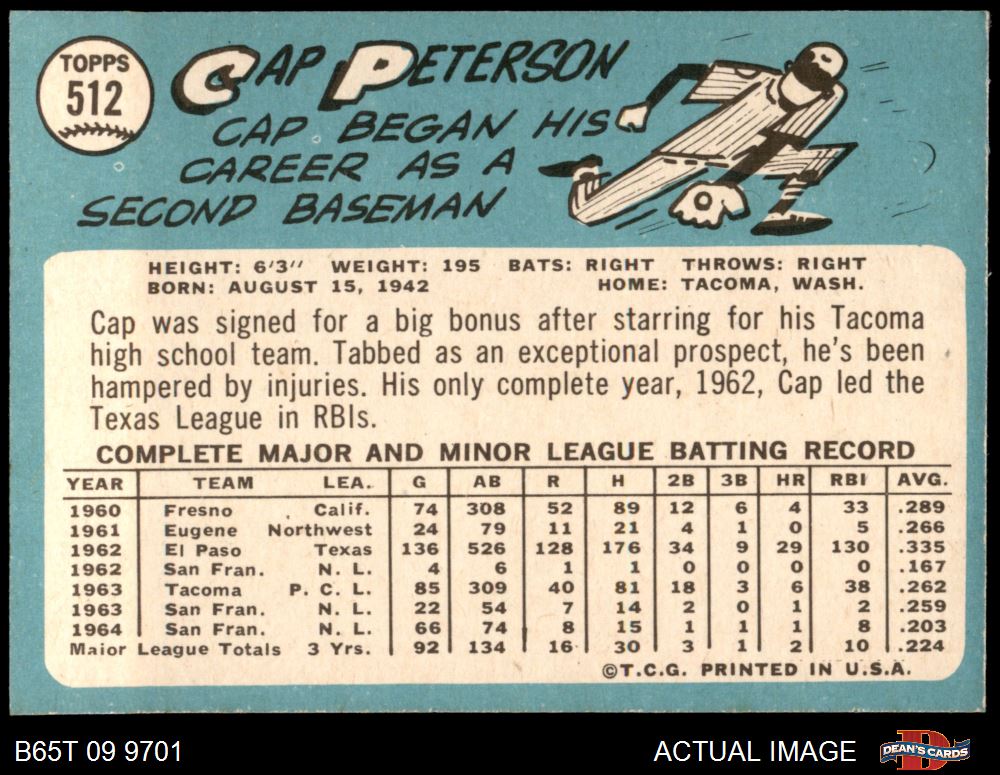 TOPPS
512
CAP PETERSON
CAP BEGAN HIS
CAREER AS A
SECOND BASEMAN
HEIGHT: 6'3" WEIGHT: 195 BATS: RIGHT THROWS: RIGHT
BORN: AUGUST 15, 1942 HOME: TACOMA, WASH.
Cap was signed for a big bonus after starring for his Tacoma
high school team. Tabbed as an exceptional prospect, he's been
hampered by injuries. His only complete year, 1962, Cap led the
Texas League in RBIs.
COMPLETE MAJOR AND MINOR LEAGUE BATTING RECORD
YEAR TEAM LEA. G AB R H 2B 3B HR RBI AVG.
1960 Fresno Calif. 74 308 52 89 12 6 4 33 .289
1961 Eugene Northwest 24 79 11 21 4 1 0 5 .266
1962 El Paso Texas 136 526 128 176 34 9 29 130 .335
1962 San Fran. N. L. 4 6 1 1 0 0 0 0 .167
1963 Tacoma P. C. L. 85 309 40 81 18 3 6 38 .262
1963 San Fran. N. L. 22 54 7 14 2 0 1 2 .259
1964 San Fran. N. L. 66 74 8 15 1 1 1 8 .203
Major League Totals 3 Yrs. 92 134 16 30 3 1 2 10 .224
©T.C.G. PRINTED IN U.S.A.
B65T 09 9701 ACTUAL IMAGE DEAN'S CARDS